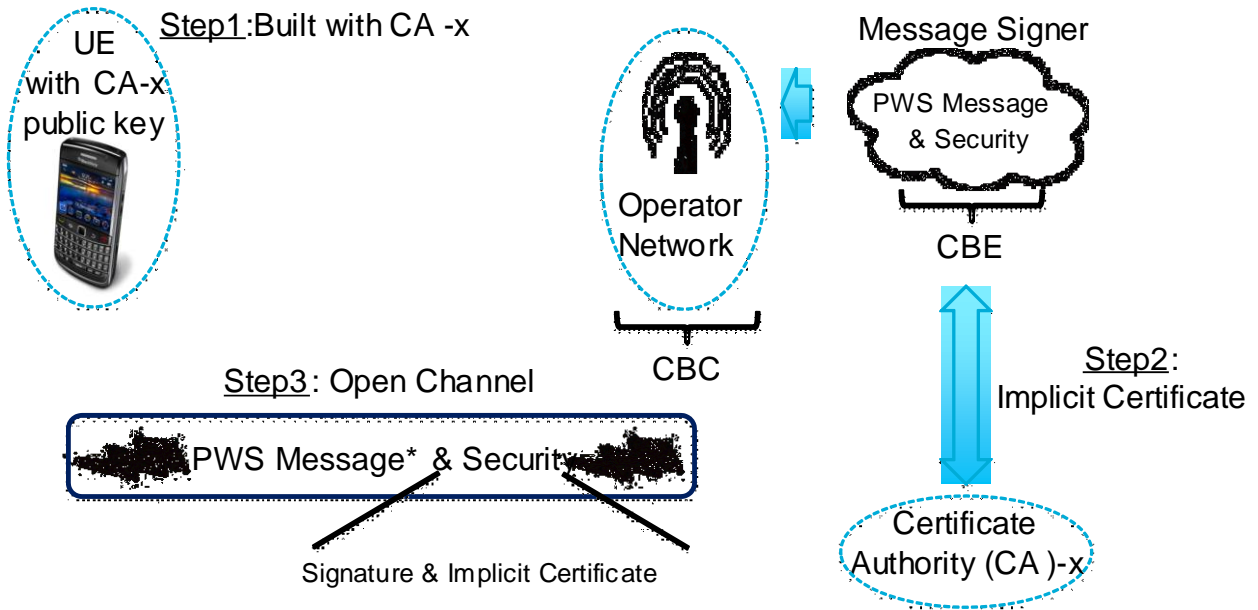 Step1:Built with CA -x
UE
with CA-x
public key
Message Signer
PWS Message
& Security
Operator
Network
CBE
CBC
Step2:
Implicit Certificate
Step3: Open Channel
PWS Message* & Security
Signature & Implicit Certificate
Certificate
Authority (CA )-x